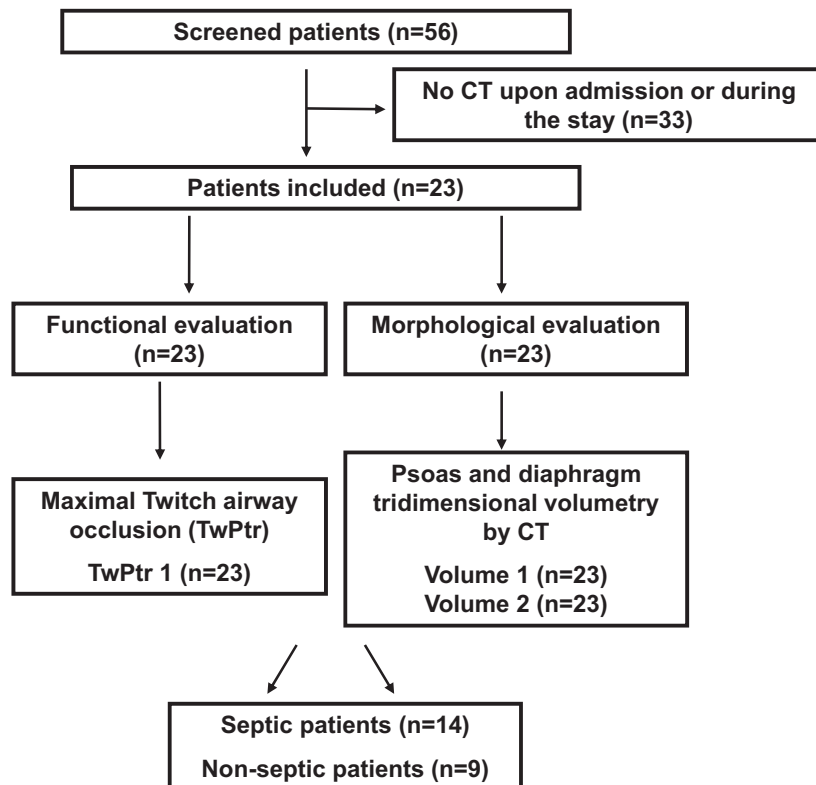 Screened patients (n=56)
No CT upon admission or during
the stay (n=33)
Patients included (n=23)
Functional evaluation
(n=23)
Morphological evaluation
(n=23)
Maximal Twitch airway
occlusion (TwPtr)
TwPtr 1 (n=23)
Psoas and diaphragm
tridimensional volumetry
by CT
Volume 1 (n=23)
Volume 2 (n=23)
Septic patients (n=14)
Non-septic patients (n=9)